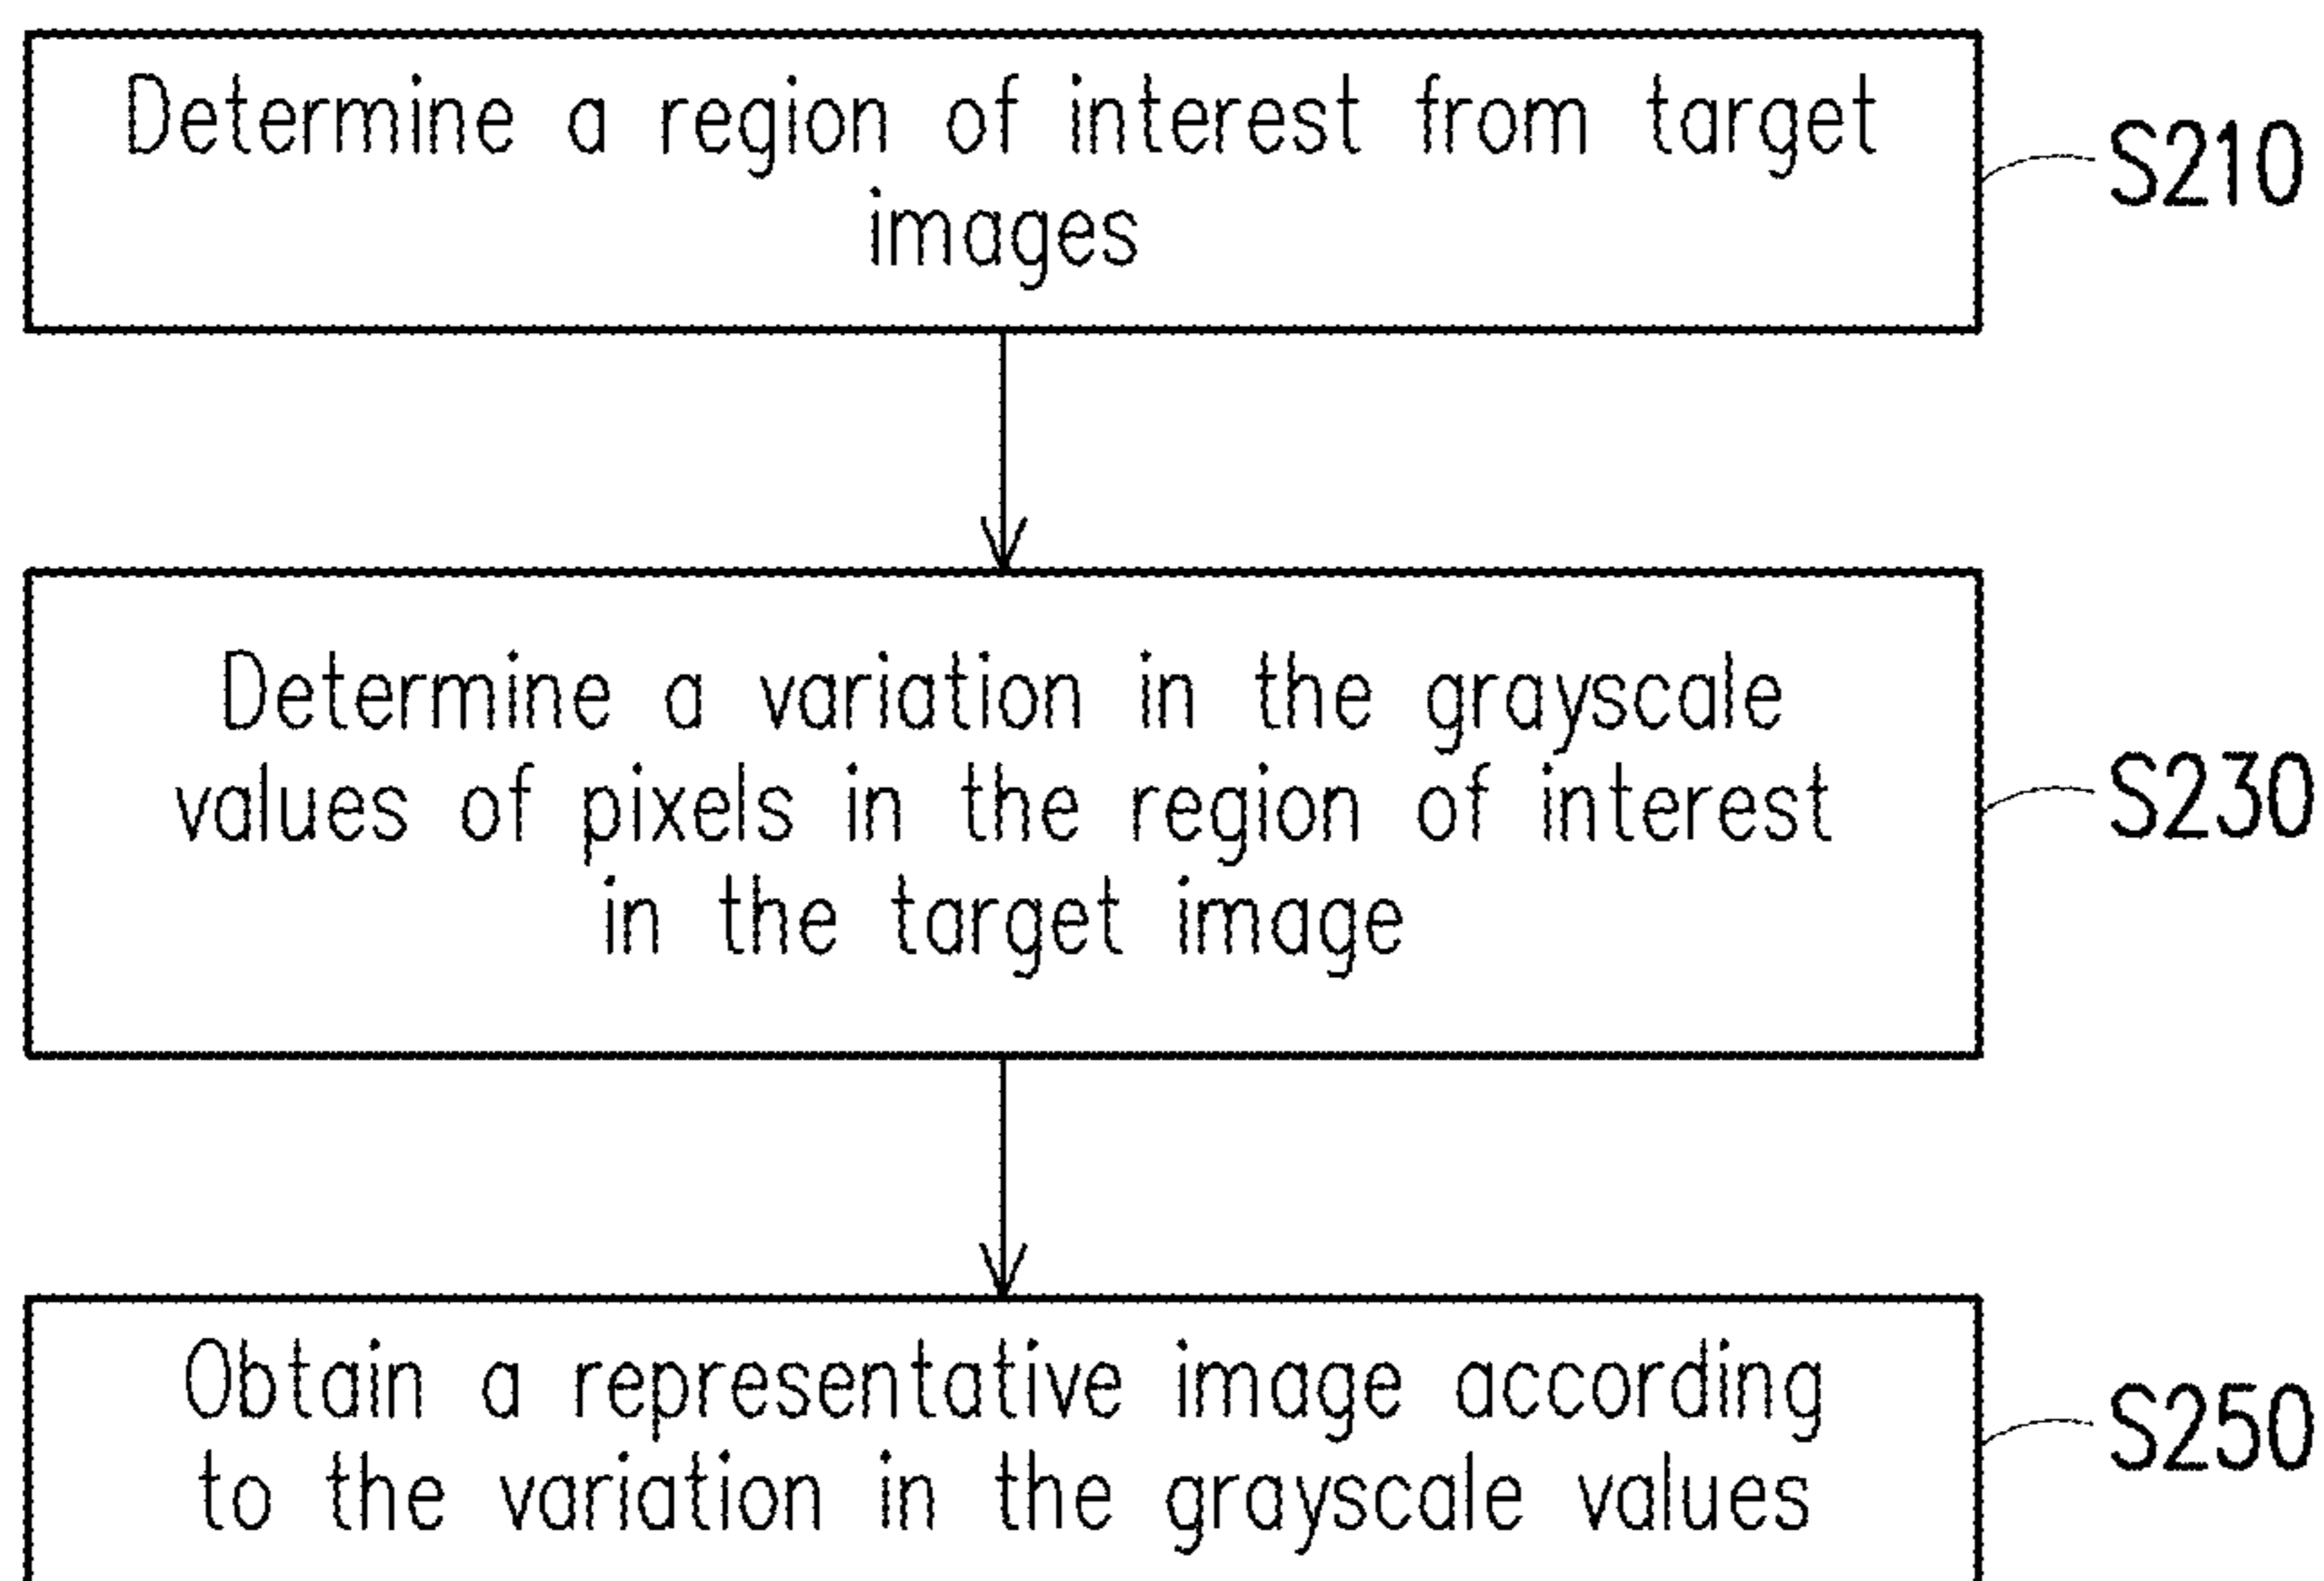 Determine a region of interest from target
images
S210
Determine a variation in the grayscale
values of pixels in the region of interest
in the target image
S230
Obtain a representative image according
to the variation in the grayscale values
S250